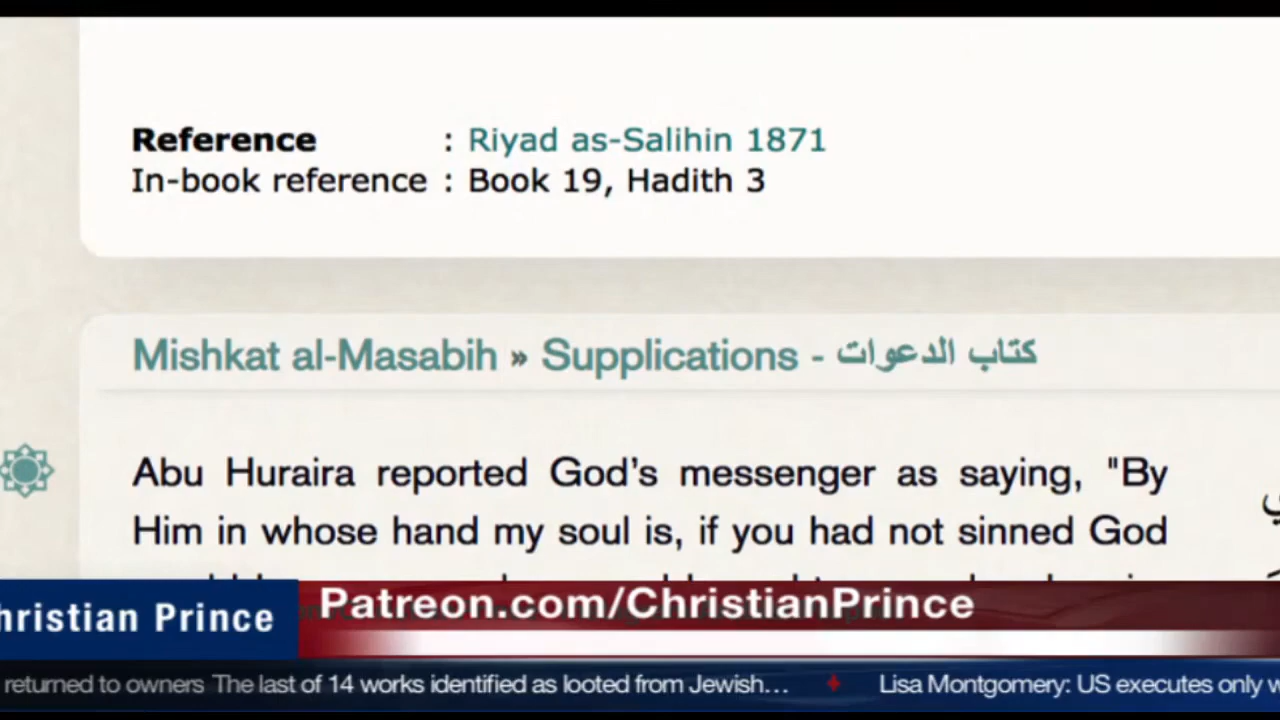 Reference : Riyad as-Salihin 1871
In-book reference : Book 19, Hadith 3
Mishkat al-Masabih » Supplications - كتاب الدعوات
Abu Huraira reported God's messenger as saying, "By
Him in whose hand my soul is, if you had not sinned God
hristian Prince
Patreon.com/ChristianPrince
returned to owners The last of 14 works identified as looted from Jewish... ♦ Lisa Montgomery: US executes only